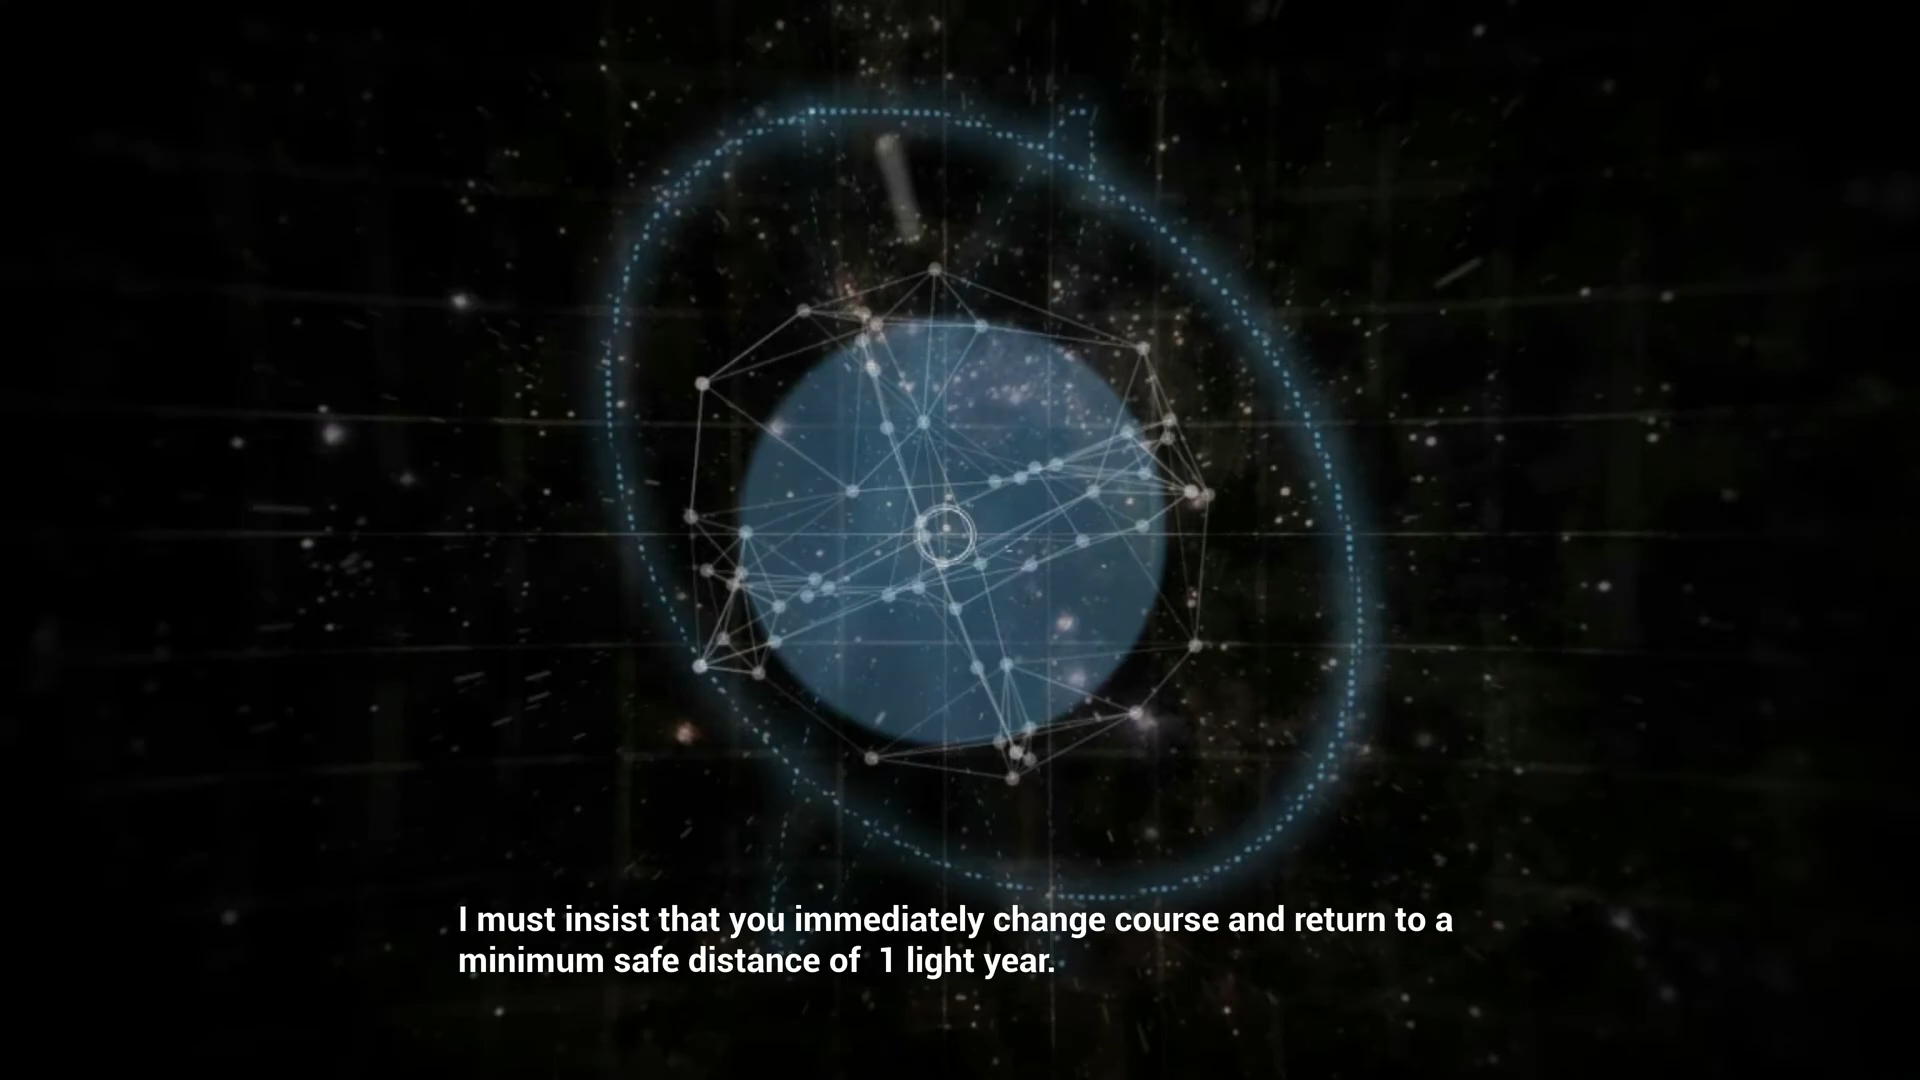 I must insist that you immediately change course and return to a
minimum safe distance of  1 light year.